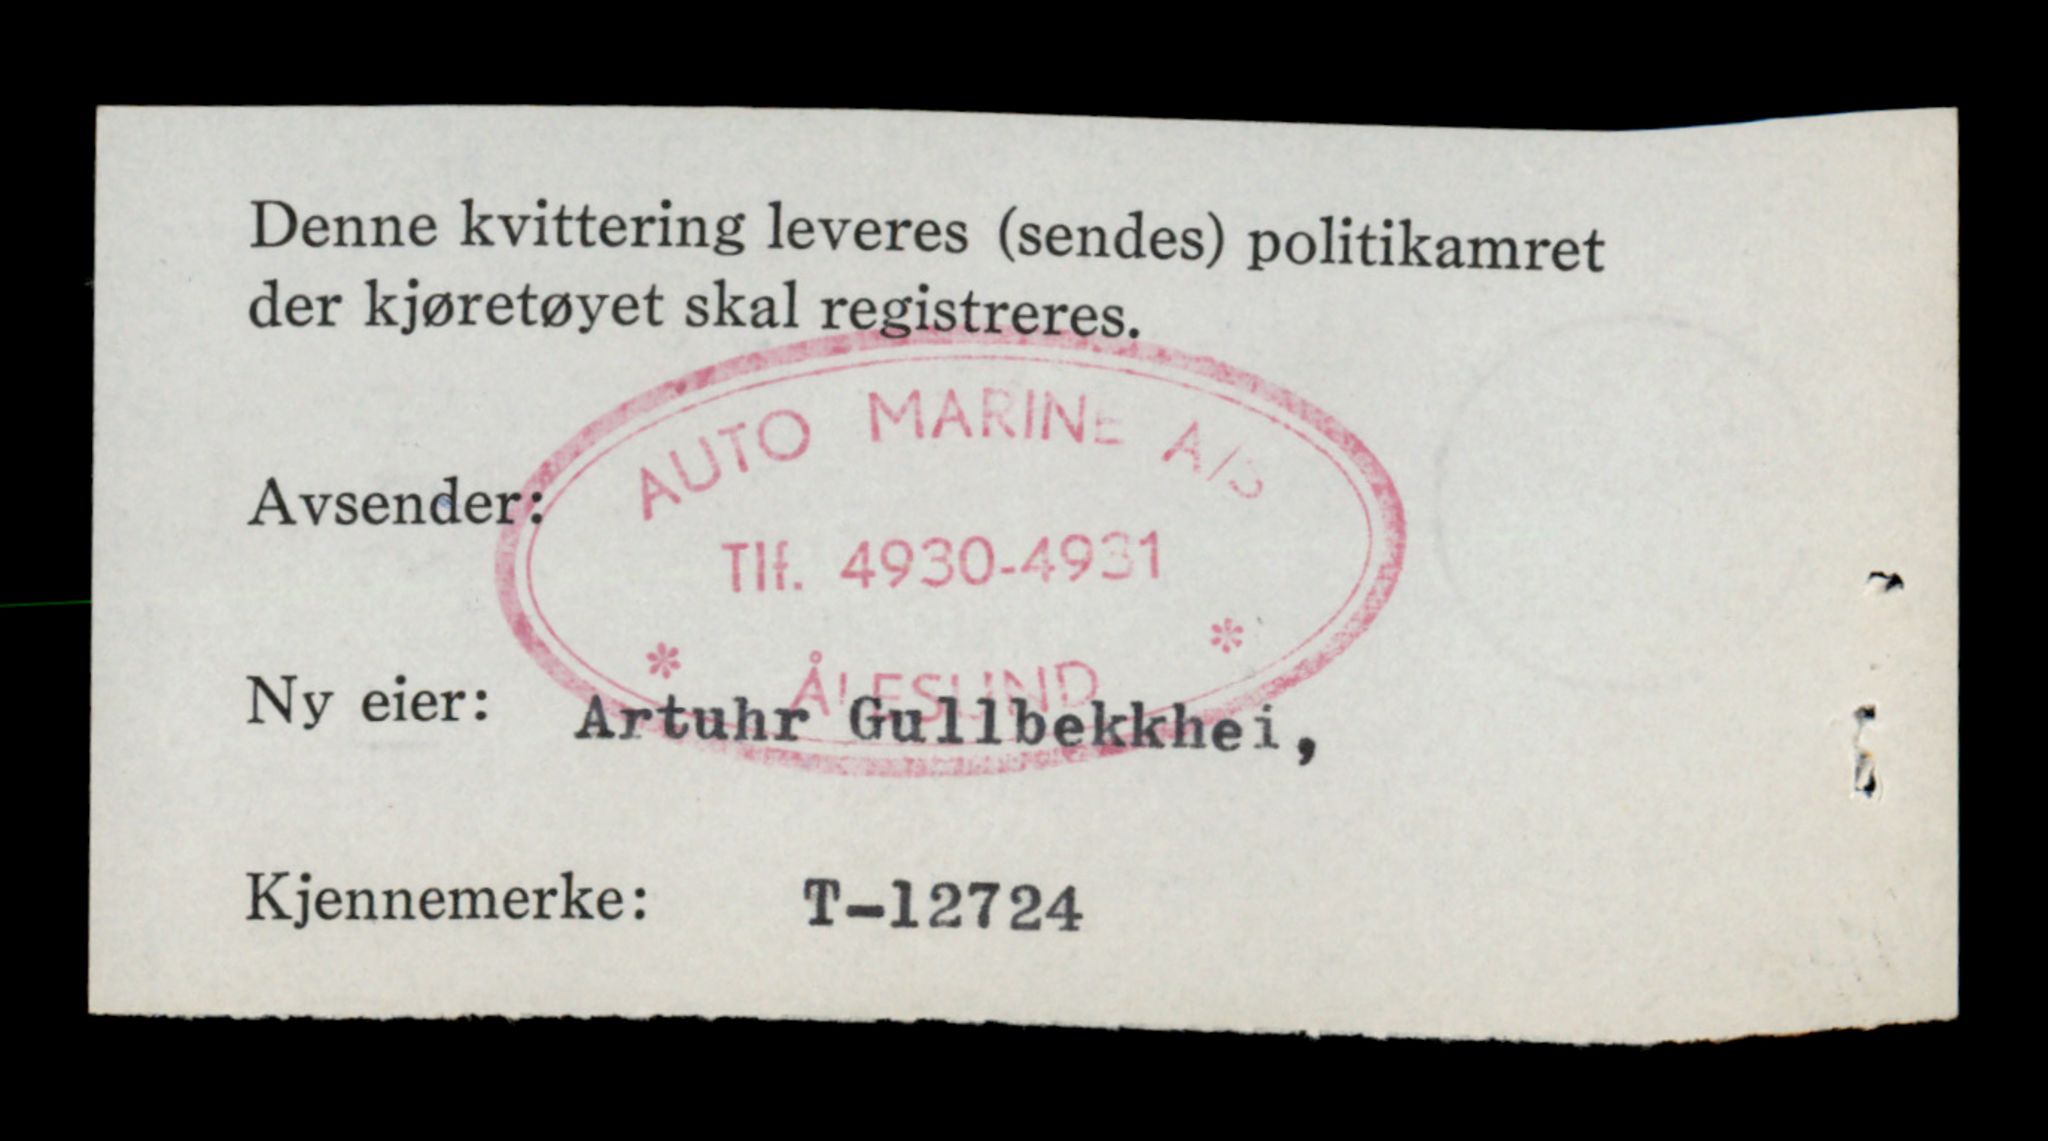 Denne kvittering leveres (sendes) politikamret
der kjøretøyet skal registreres.
AUTO MARINE A/S
Avsender:
Tlf. 4930-4931
ÅLESUND
Ny eier: Artuhr Gullbekkhei,
Kjennemerke: T-12724